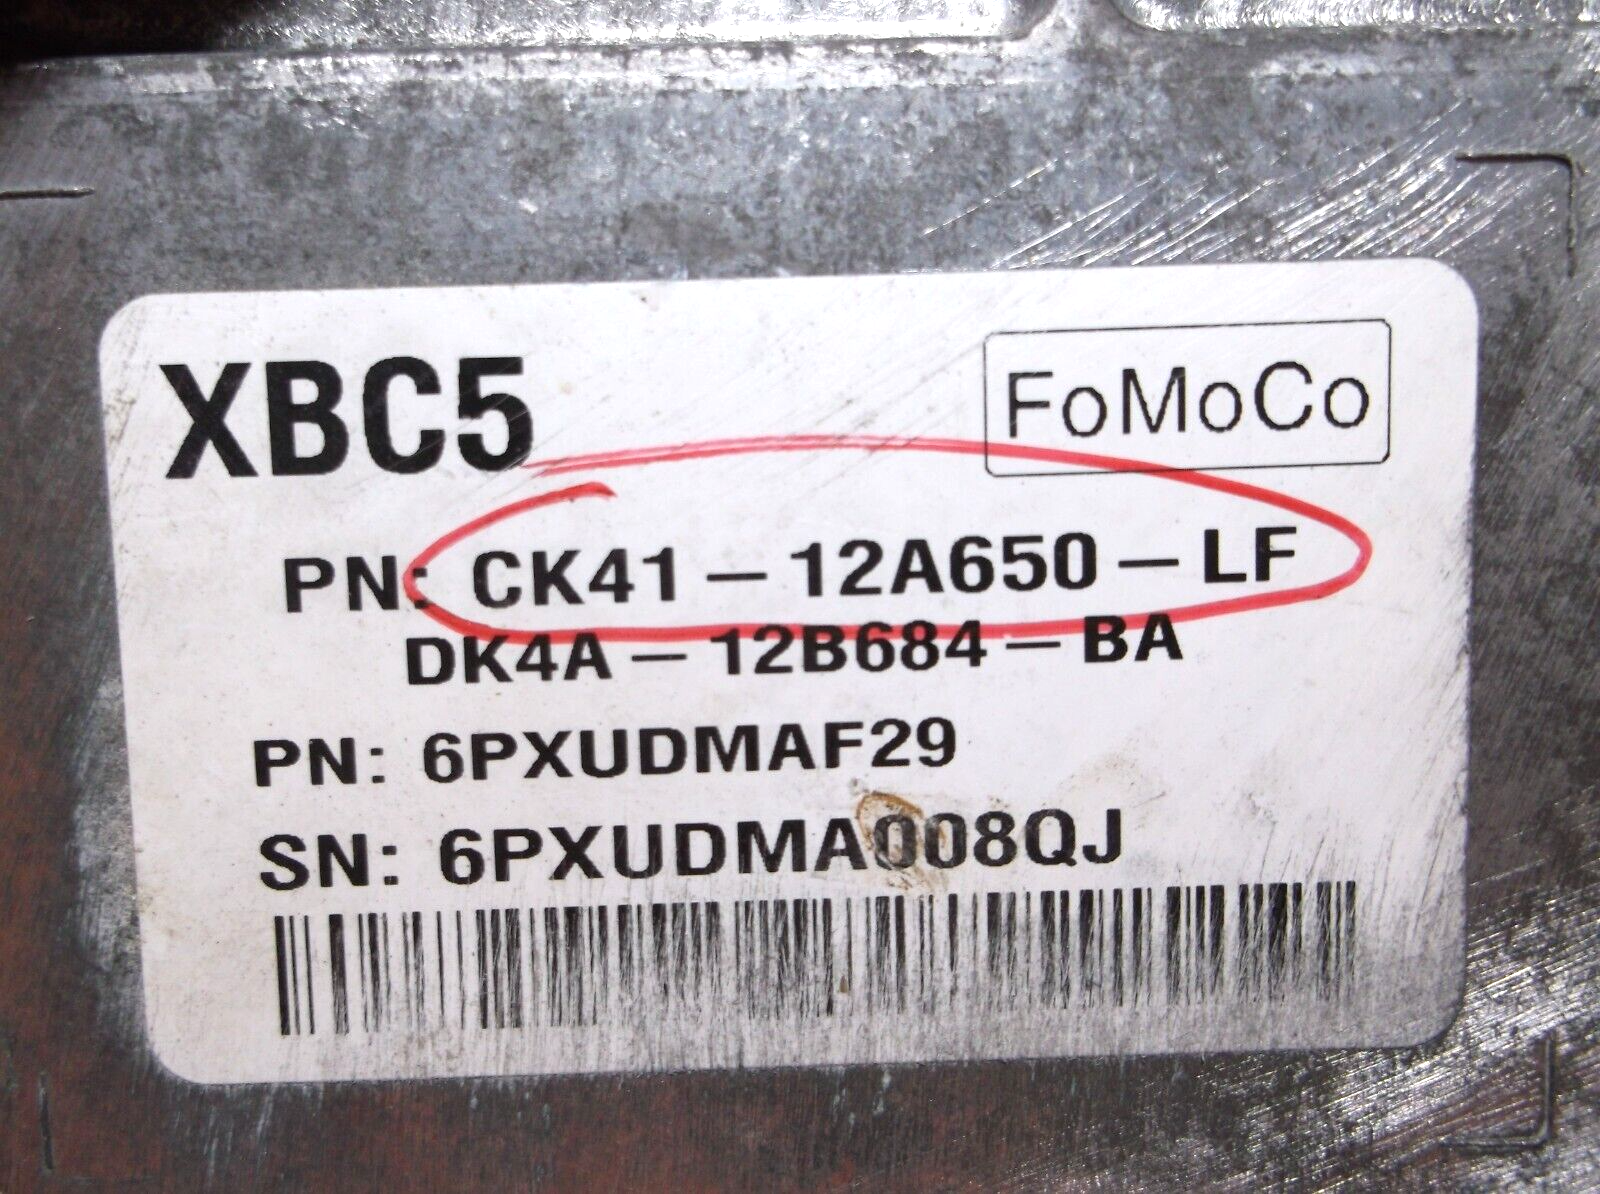 XBC5
FoMoCo
PN: CK41-12A650-LF
DK4A-12B684-BA
PN: 6PXUDMAF29
SN: 6PXUDMA008QJ